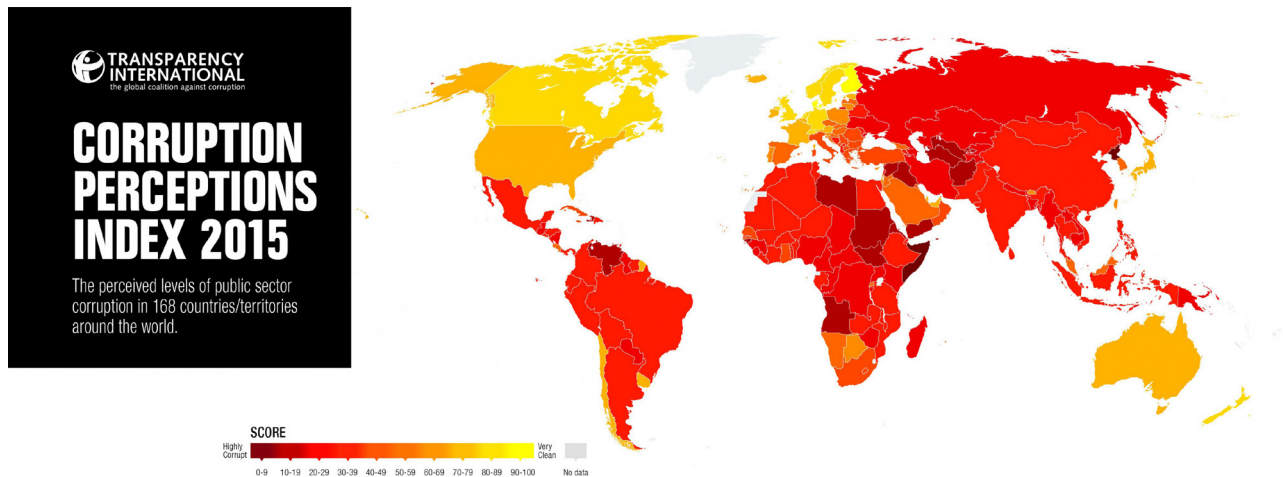 TRANSPARENCY
INTERNATIONAL
the global coalition against corruption
CORRUPTION
PERCEPTIONS
INDEX 2015
The perceived levels of public sector
corruption in 168 countries/territories
around the world.
SCORE
Highly
Corrupt
Very
Clean
0-9 10-19 20-29 30-39 40-49 50-59 60-69 70-79 80-89 90-100 No data